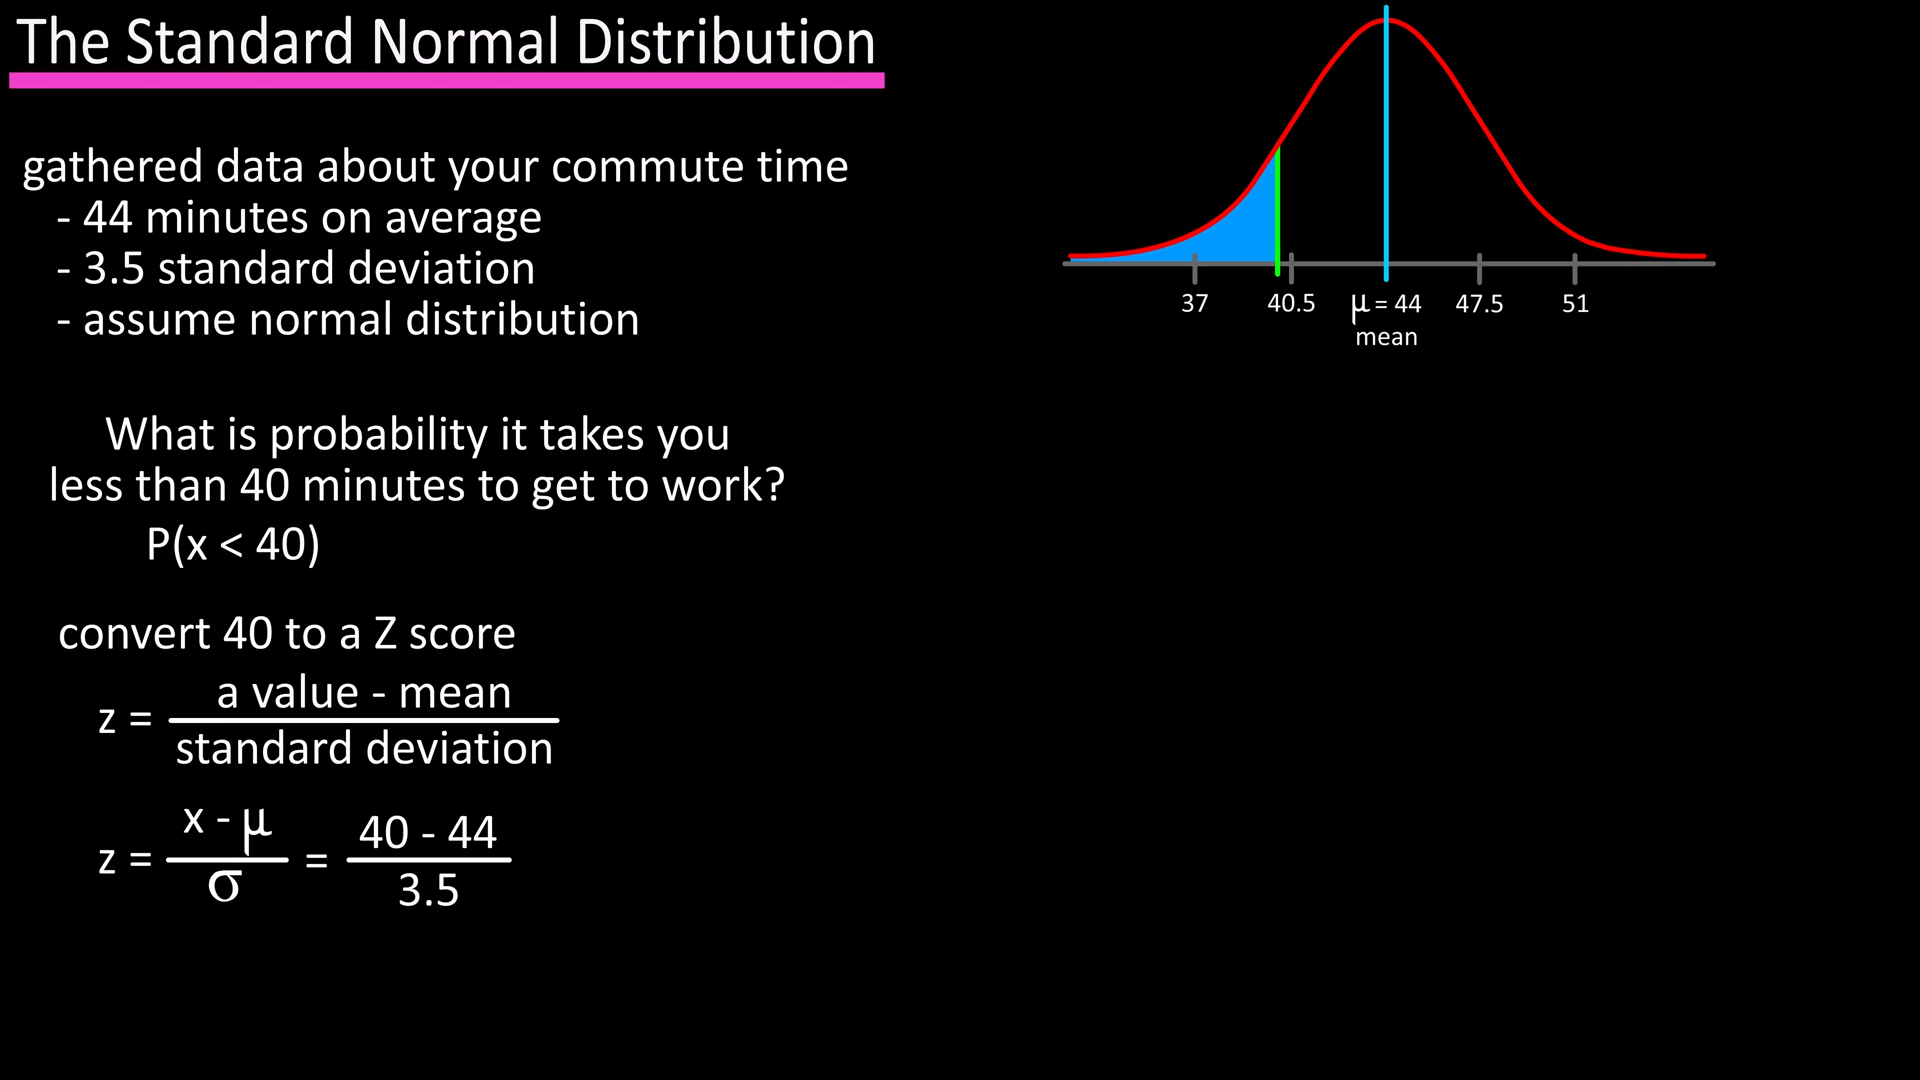 The Standard Normal Distribution
gathered data about your commute time
- 44 minutes on average
- 3.5 standard deviation
- assume normal distribution
What is probability it takes you
less than 40 minutes to get to work?
P(x < 40)
convert 40 to a Z score
a value - mean
z =
standard deviation
x - μ
40 - 44
z =
=
σ
3.5
37 40.5 μ = 44 47.5 51
mean